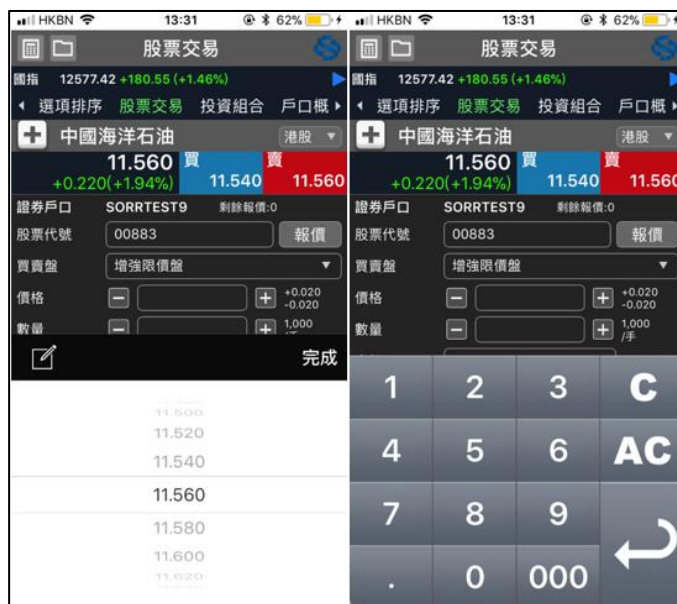 HKBN 13:31 62%
股票交易
國指 12577.42 +180.55 (+1.46%)
選項排序 股票交易 投資組合 戶口概
中國海洋石油 港股
11.560 買 賣
+0.220(+1.94%) 11.540 11.560
證券戶口 SORRTEST9 剩餘報價:0
股票代號 00883 報價
買賣盤 增強限價盤
價格 +0.020
-0.020
數量 1,000
/手
完成
11.500
11.520
11.540
11.560
11.580
11.600
11.620
HKBN 13:31 62%
股票交易
國指 12577.42 +180.55 (+1.46%)
選項排序 股票交易 投資組合 戶口概
中國海洋石油 港股
11.560 買 賣
+0.220(+1.94%) 11.540 11.560
證券戶口 SORRTEST9 剩餘報價:0
股票代號 00883 報價
買賣盤 增強限價盤
價格 +0.020
-0.020
數量 1,000
/手
1 2 3 C
4 5 6 AC
7 8 9
. 0 000